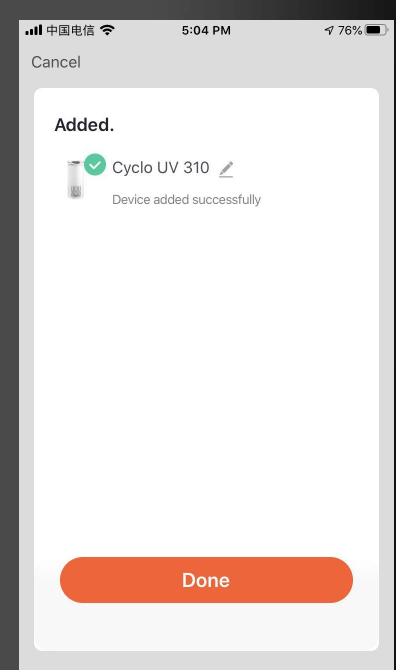 中国电信 5:04 PM 76%
Cancel
Added.
Cyclo UV 310
Device added successfully
Done